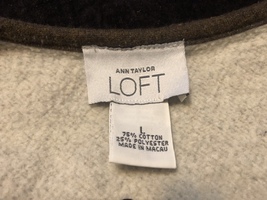 ANN TAYLOR
LOFT
L
75% COTTON
25% POLYESTER
MADE IN MACAU